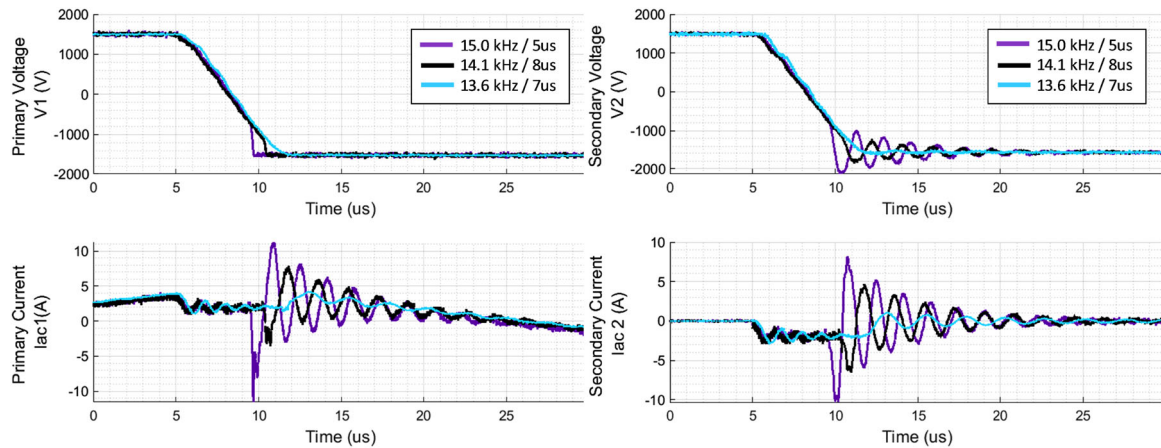 Primary Voltage
V1 (V)
2000
1000
0
-1000
-2000
15.0 kHz / 5us
14.1 kHz / 8us
13.6 kHz / 7us
0 5 10 15 20 25
Time (us)
Secondary Voltage
V2 (V)
2000
1000
0
-1000
-2000
15.0 kHz / 5us
14.1 kHz / 8us
13.6 kHz / 7us
0 5 10 15 20 25
Time (us)
Primary Current
Iac1(A)
10
5
0
-5
-10
0 5 10 15 20 25
Time (us)
Secondary Current
Iac 2 (A)
10
5
0
-5
-10
0 5 10 15 20 25
Time (us)